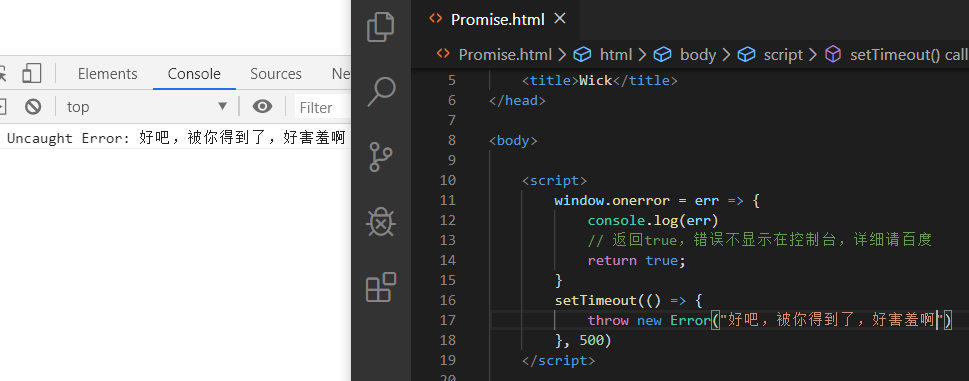 Elements Console Sources Ne
top Filter
Uncaught Error: 好吧，被你得到了，好害羞啊
Promise.html
Promise.html > html > body > script > setTimeout() call
5 <title>Wick</title>
6 </head>
7
8 <body>
9
10 <script>
11 window.onerror = err => {
12 console.log(err)
13 // 返回true，错误不显示在控制台，详细请百度
14 return true;
15 }
16 setTimeout(() => {
17 throw new Error("好吧，被你得到了，好害羞啊")
18 }, 500)
19 </script>
20